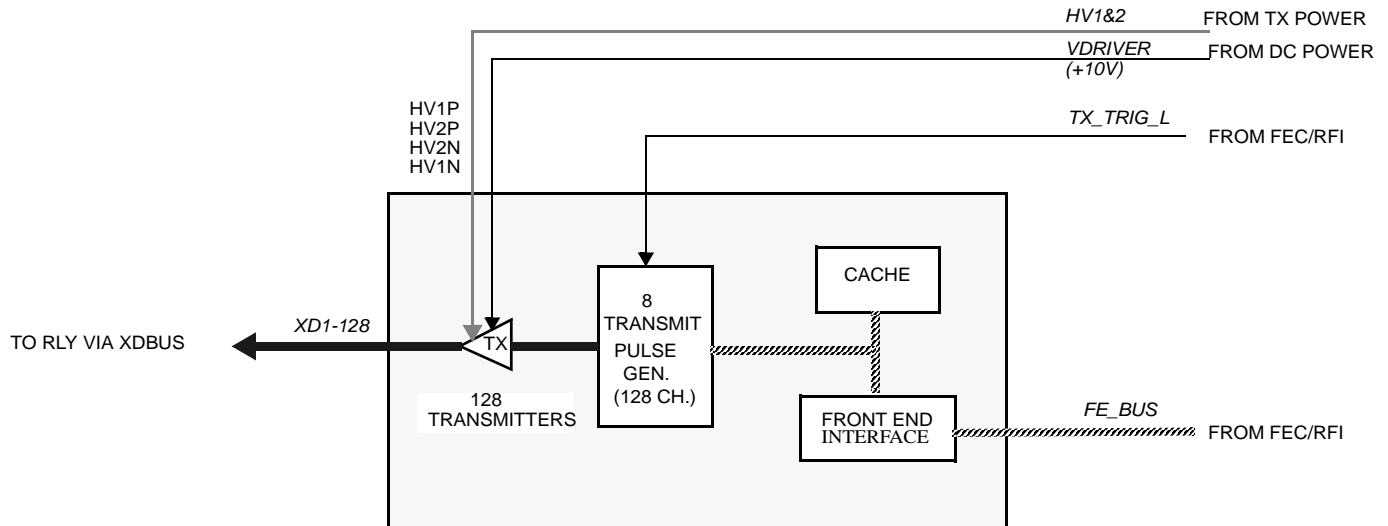 HV1&2
FROM TX POWER
VDRIVER
(+10V)
FROM DC POWER
HV1P
HV2P
HV2N
HV1N
TX_TRIG_L
FROM FEC/RFI
CACHE
8
TRANSMIT
PULSE
GEN.
(128 CH.)
XD1-128
TO RLY VIA XDBUS
TX
128
TRANSMITTERS
FRONT END
INTERFACE
FE_BUS
FROM FEC/RFI